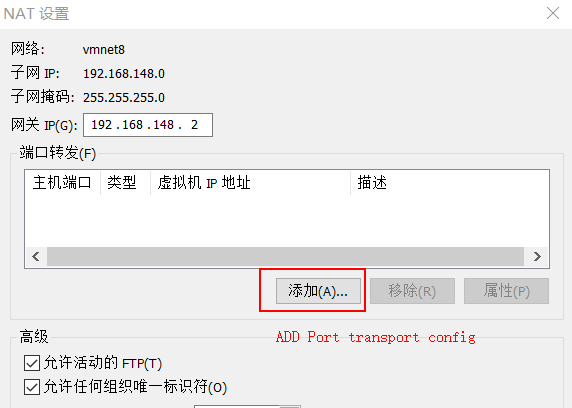 NAT 设置
网络: vmnet8
子网 IP: 192.168.148.0
子网掩码: 255.255.255.0
网关 IP(G): 192 . 168 . 148 . 2
端口转发(F)
主机端口 类型 虚拟机 IP 地址 描述
添加(A)... 移除(R) 属性(P)
ADD Port transport config
高级
允许活动的 FTP(T)
允许任何组织唯一标识符(O)